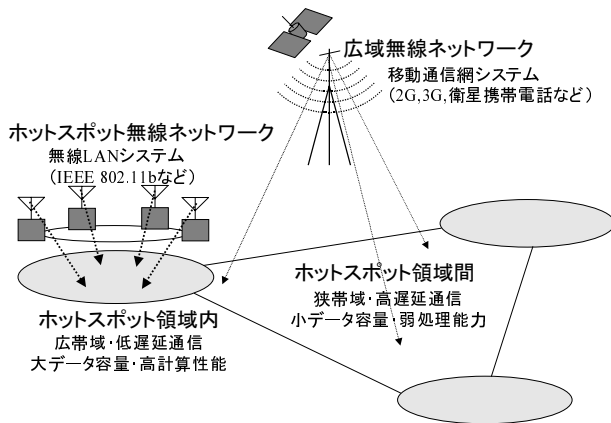 広域無線ネットワーク
移動通信網システム
(2G,3G,衛星携帯電話など)
ホットスポット無線ネットワーク
無線LANシステム
(IEEE 802.11bなど)
ホットスポット領域間
狭帯域・高遅延通信
小データ容量・弱処理能力
ホットスポット領域内
広帯域・低遅延通信
大データ容量・高計算性能